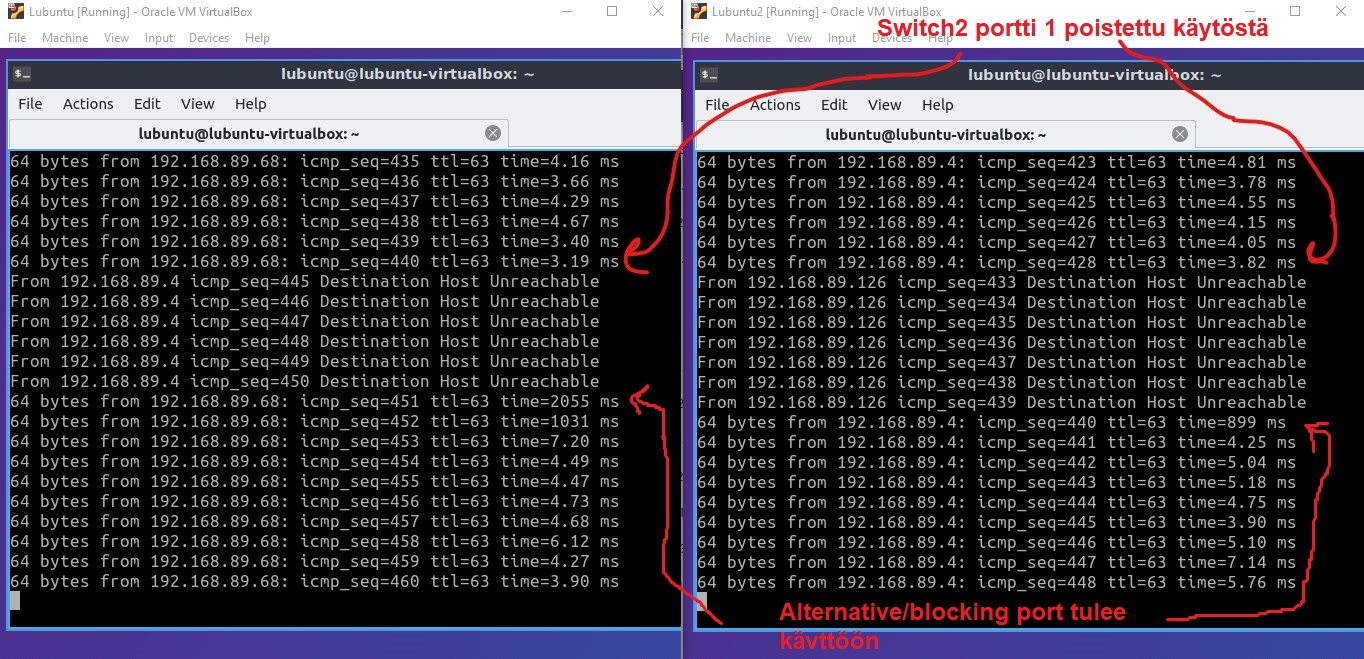 Lubuntu [Running] - Oracle VM VirtualBox
File Machine View Input Devices Help
lubuntu@lubuntu-virtualbox: ~
File Actions Edit View Help
lubuntu@lubuntu-virtualbox: ~
64 bytes from 192.168.89.68: icmp_seq=435 ttl=63 time=4.16 ms
64 bytes from 192.168.89.68: icmp_seq=436 ttl=63 time=3.66 ms
64 bytes from 192.168.89.68: icmp_seq=437 ttl=63 time=4.29 ms
64 bytes from 192.168.89.68: icmp_seq=438 ttl=63 time=4.67 ms
64 bytes from 192.168.89.68: icmp_seq=439 ttl=63 time=3.40 ms
64 bytes from 192.168.89.68: icmp_seq=440 ttl=63 time=3.19 ms
From 192.168.89.4 icmp_seq=445 Destination Host Unreachable
From 192.168.89.4 icmp_seq=446 Destination Host Unreachable
From 192.168.89.4 icmp_seq=447 Destination Host Unreachable
From 192.168.89.4 icmp_seq=448 Destination Host Unreachable
From 192.168.89.4 icmp_seq=449 Destination Host Unreachable
From 192.168.89.4 icmp_seq=450 Destination Host Unreachable
64 bytes from 192.168.89.68: icmp_seq=451 ttl=63 time=2055 ms
64 bytes from 192.168.89.68: icmp_seq=452 ttl=63 time=1031 ms
64 bytes from 192.168.89.68: icmp_seq=453 ttl=63 time=7.20 ms
64 bytes from 192.168.89.68: icmp_seq=454 ttl=63 time=4.49 ms
64 bytes from 192.168.89.68: icmp_seq=455 ttl=63 time=4.47 ms
64 bytes from 192.168.89.68: icmp_seq=456 ttl=63 time=4.73 ms
64 bytes from 192.168.89.68: icmp_seq=457 ttl=63 time=4.68 ms
64 bytes from 192.168.89.68: icmp_seq=458 ttl=63 time=6.12 ms
64 bytes from 192.168.89.68: icmp_seq=459 ttl=63 time=4.27 ms
64 bytes from 192.168.89.68: icmp_seq=460 ttl=63 time=3.90 ms
Lubuntu2 [Running] - Oracle VM VirtualBox
Switch2 portti 1 poistettu käytöstä
File Machine View Input Devices Help
lubuntu@lubuntu-virtualbox: ~
File Actions Edit View Help
lubuntu@lubuntu-virtualbox: ~
64 bytes from 192.168.89.4: icmp_seq=423 ttl=63 time=4.81 ms
64 bytes from 192.168.89.4: icmp_seq=424 ttl=63 time=3.78 ms
64 bytes from 192.168.89.4: icmp_seq=425 ttl=63 time=4.55 ms
64 bytes from 192.168.89.4: icmp_seq=426 ttl=63 time=4.15 ms
64 bytes from 192.168.89.4: icmp_seq=427 ttl=63 time=4.05 ms
64 bytes from 192.168.89.4: icmp_seq=428 ttl=63 time=3.82 ms
From 192.168.89.126 icmp_seq=433 Destination Host Unreachable
From 192.168.89.126 icmp_seq=434 Destination Host Unreachable
From 192.168.89.126 icmp_seq=435 Destination Host Unreachable
From 192.168.89.126 icmp_seq=436 Destination Host Unreachable
From 192.168.89.126 icmp_seq=437 Destination Host Unreachable
From 192.168.89.126 icmp_seq=438 Destination Host Unreachable
From 192.168.89.126 icmp_seq=439 Destination Host Unreachable
64 bytes from 192.168.89.4: icmp_seq=440 ttl=63 time=899 ms
64 bytes from 192.168.89.4: icmp_seq=441 ttl=63 time=4.25 ms
64 bytes from 192.168.89.4: icmp_seq=442 ttl=63 time=5.04 ms
64 bytes from 192.168.89.4: icmp_seq=443 ttl=63 time=5.18 ms
64 bytes from 192.168.89.4: icmp_seq=444 ttl=63 time=4.75 ms
64 bytes from 192.168.89.4: icmp_seq=445 ttl=63 time=3.90 ms
64 bytes from 192.168.89.4: icmp_seq=446 ttl=63 time=5.10 ms
64 bytes from 192.168.89.4: icmp_seq=447 ttl=63 time=7.14 ms
64 bytes from 192.168.89.4: icmp_seq=448 ttl=63 time=5.76 ms
Alternative/blocking port tulee
käyttöön